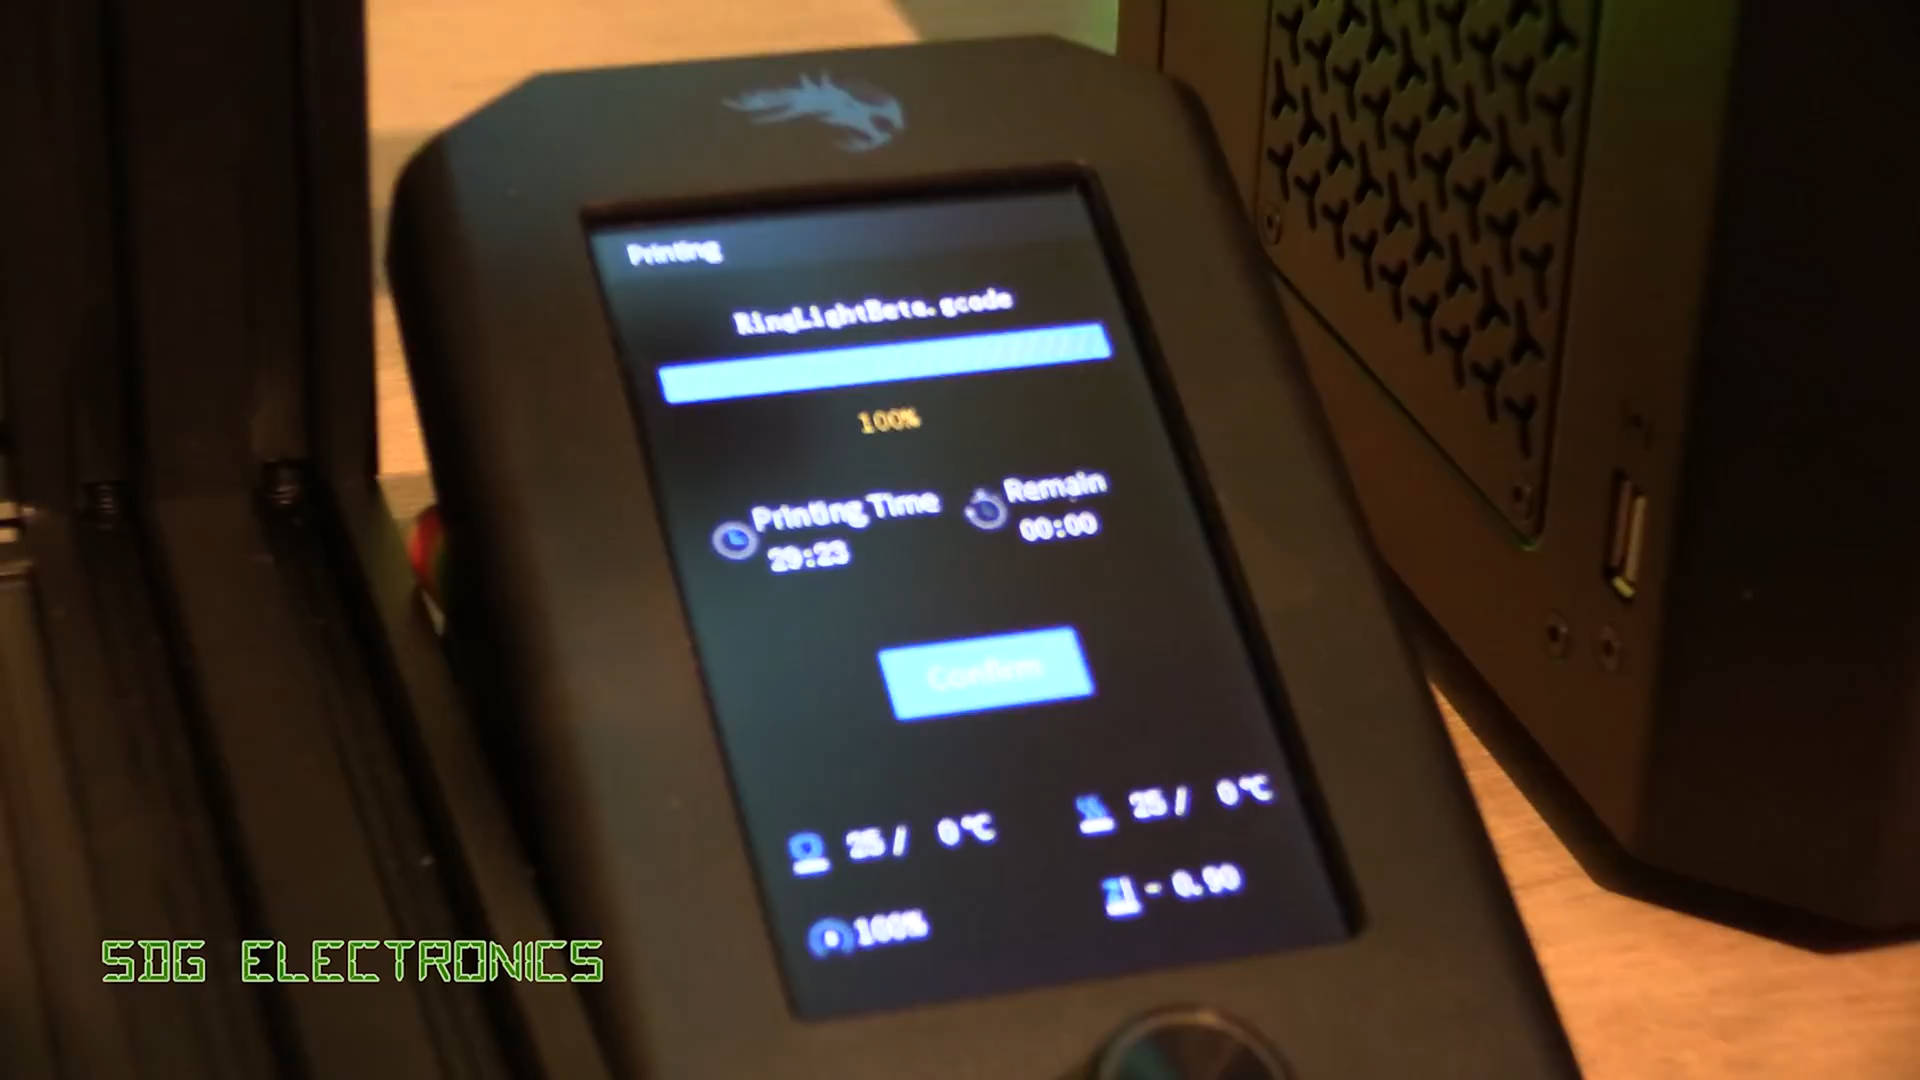 Printing
RingLightBeta.gcode
100%
Printing Time
29:23
Remain
00:00
Confirm
25 / 0℃
25 / 0℃
100%
- 0.90
SDG ELECTRONICS